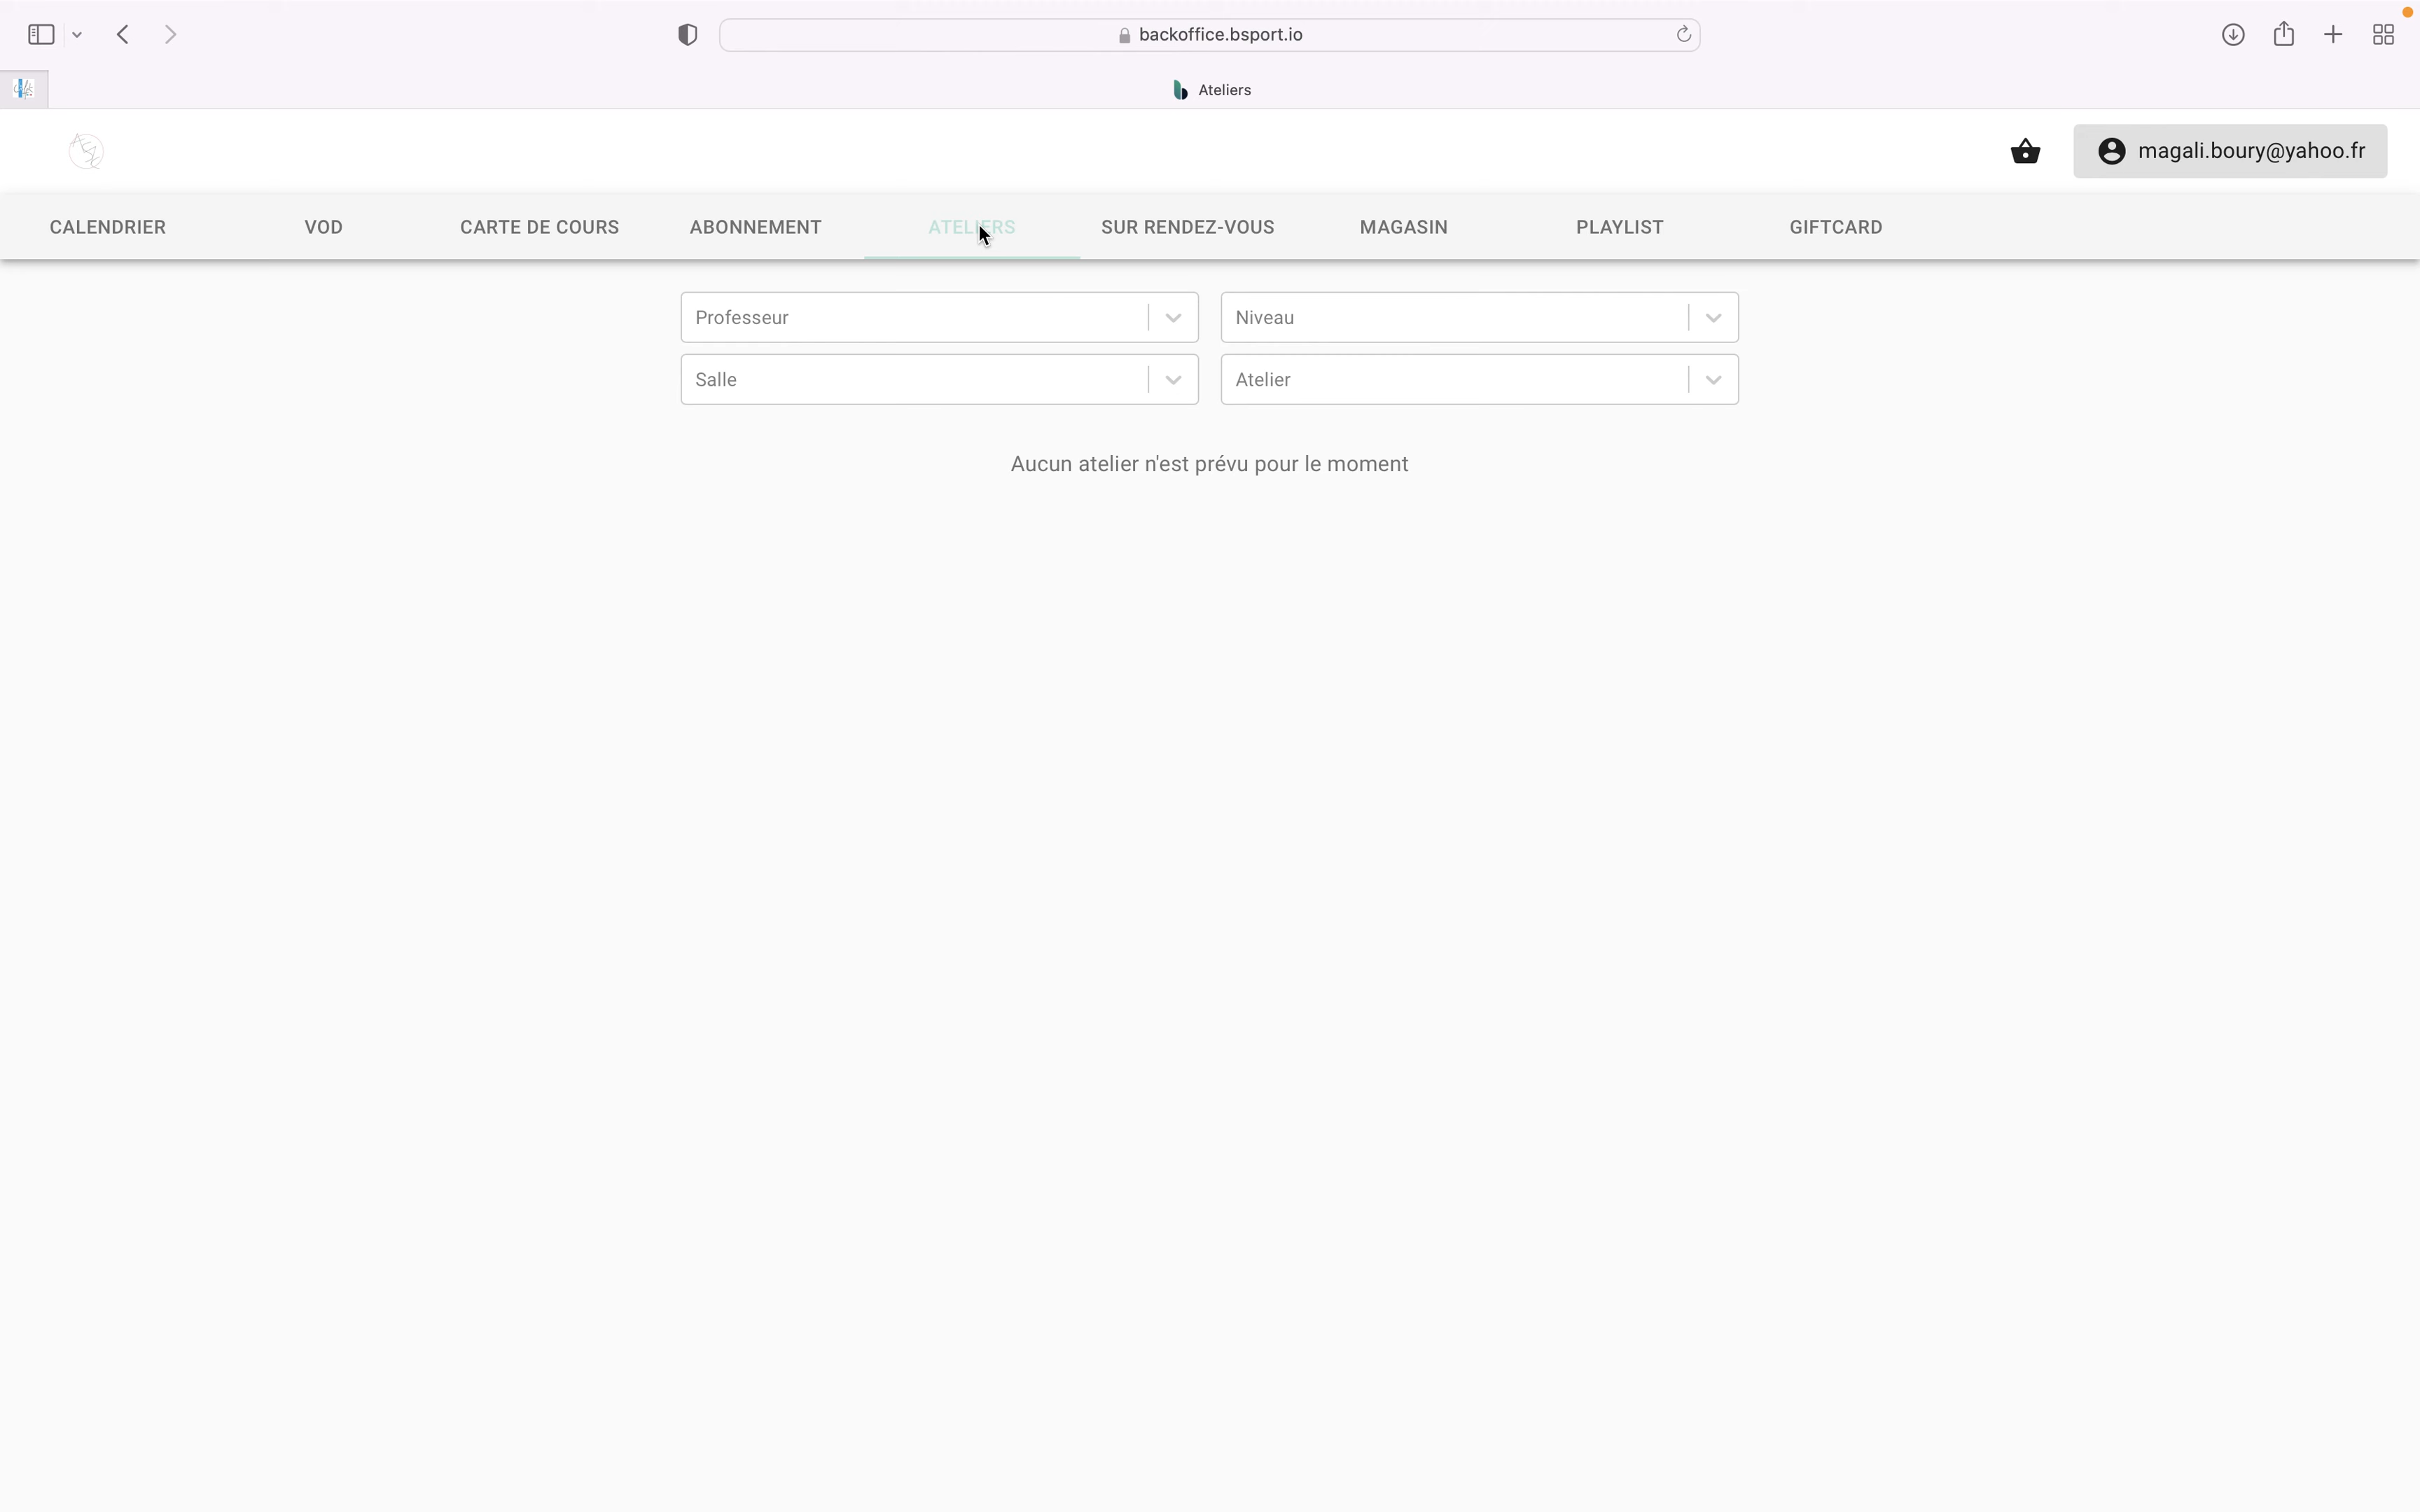 backoffice.bsport.io
Ateliers
magali.boury@yahoo.fr
CALENDRIER VOD CARTE DE COURS ABONNEMENT ATELIERS SUR RENDEZ-VOUS MAGASIN PLAYLIST GIFTCARD
Professeur Niveau
Salle Atelier
Aucun atelier n'est prévu pour le moment